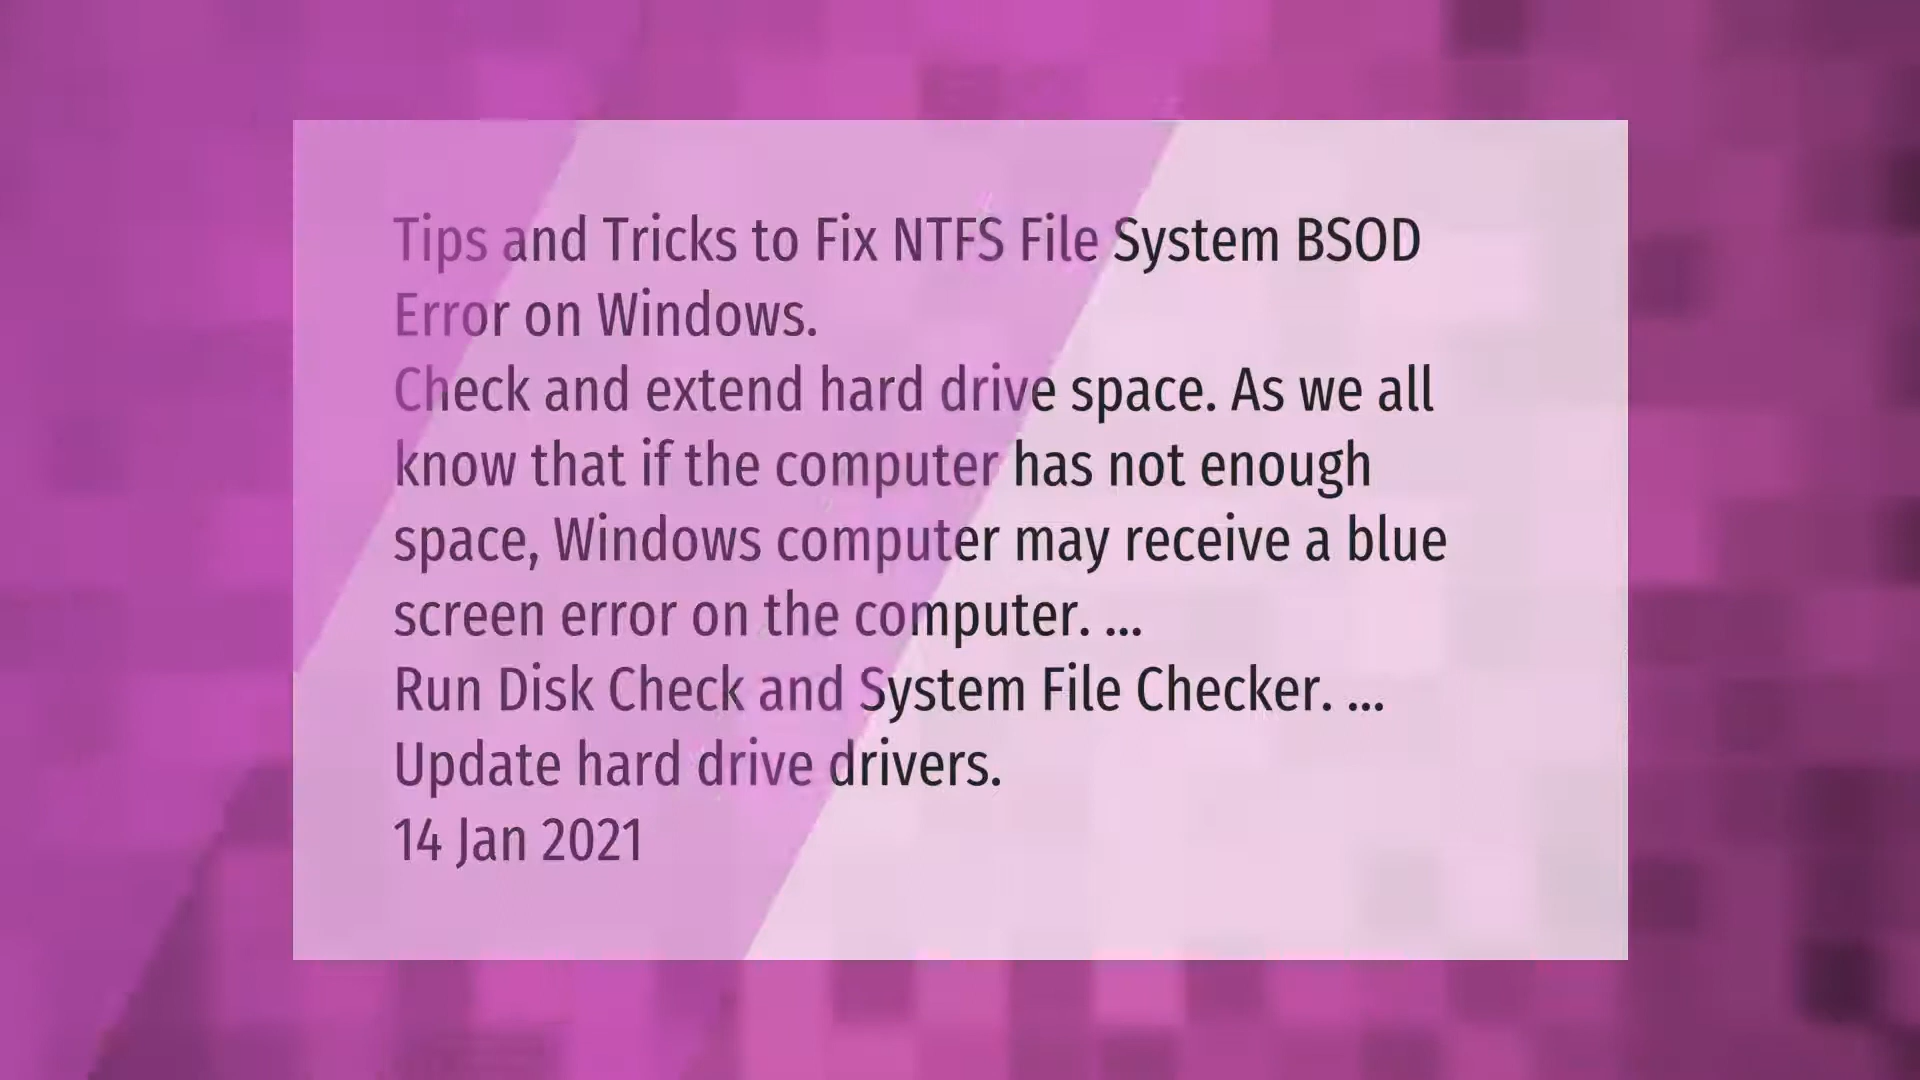 Tips and Tricks to Fix NTFS File System BSOD
Error on Windows.
Check and extend hard drive space. As we all
know that if the computer has not enough
space, Windows computer may receive a blue
screen error on the computer. ...
Run Disk Check and System File Checker. ...
Update hard drive drivers.
14 Jan 2021